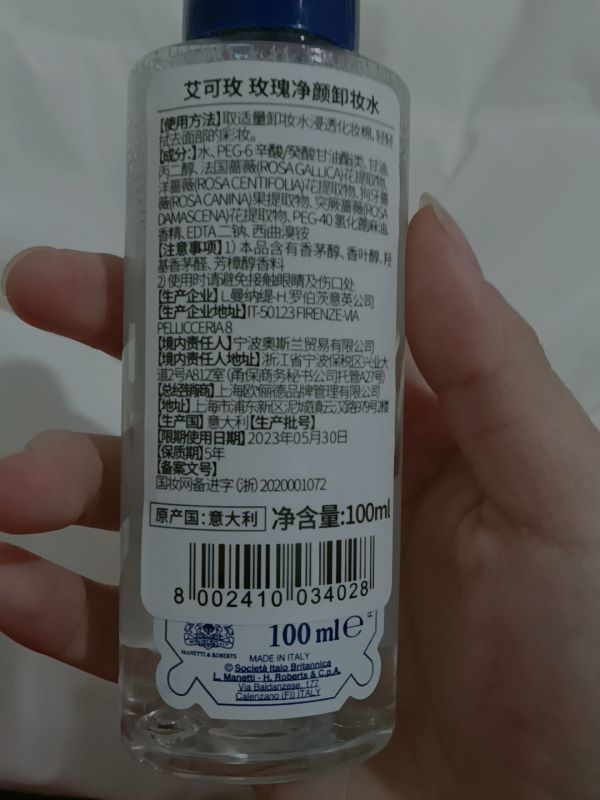 艾可玫 玫瑰净颜卸妆水
【使用方法】取适量卸妆水浸透化妆棉,轻轻
拭去面部的彩妆。
【成分:】水、PEG-6 辛酸/癸酸甘油酯类、甘油、
丙二醇、法国蔷薇(ROSA GALLICA)花提取物、
洋蔷薇(ROSA CENTIFOLIA)花提取物、狗牙蔷
薇(ROSA CANINA)果提取物、突厥蔷薇(ROSA
DAMASCENA)花提取物、PEG-40 氢化蓖麻油、
香精、EDTA 二钠、西曲溴铵
【注意事项】1) 本品含有香茅醇、香叶醇、羟
基香茅醛、芳樟醇香料
2) 使用时请避免接触眼睛及伤口处
【生产企业】L.曼纳缇-H.罗伯茨意英公司
【生产企业地址】IT-50123 FIRENZE-VIA
PELLICCERIA 8
【境内责任人】宁波奥斯兰贸易有限公司
【境内责任人地址】浙江省宁波保税区兴业大
道2号A812室(甬保商务秘书公司托管A27号)
【总经销商】上海欧俪德品牌管理有限公司
【地址】上海市浦东新区泥城镇云汉路979号2楼
【生产国】意大利【生产批号】
【限期使用日期】2023年05月30日
【保质期】5年
【备案文号】
国妆网备进字(浙)2020001072
原产国:意大利 净含量:100ml
8 002410 034028
100 ml e
MANETTI & ROBERTS
MADE IN ITALY
© Società Italo Britannica
L. Manetti - H. Roberts & C.p.A.
Via Baldanzese, 177
Calenzano (FI) ITALY